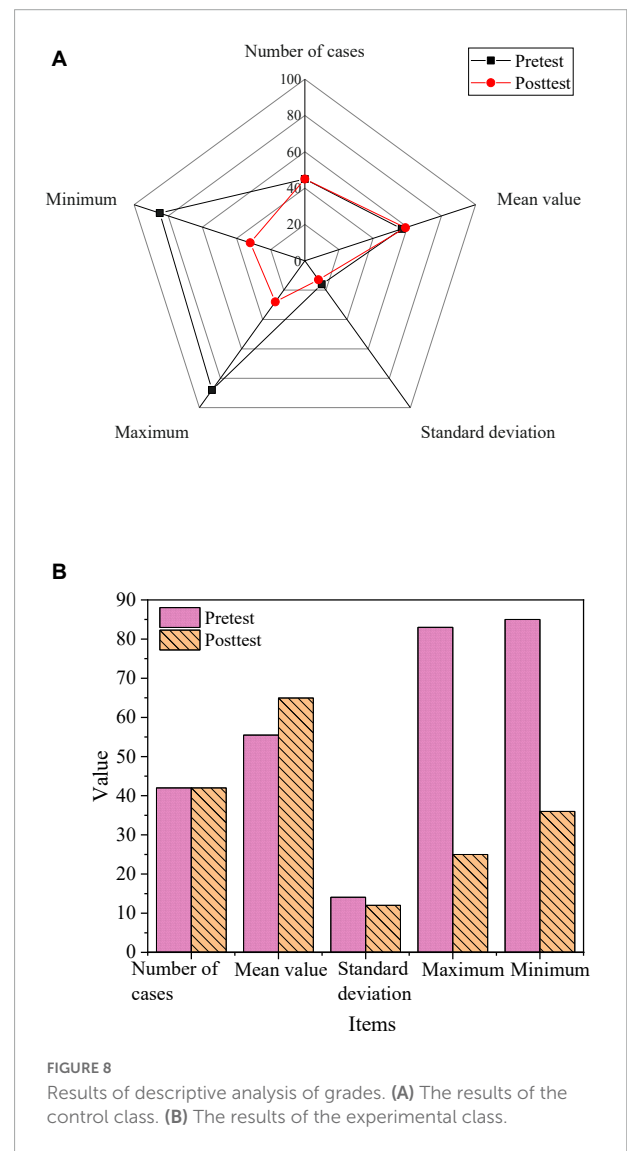 A
Number of cases
Pretest
Posttest
100
80
60
40
20
0
Minimum
Mean value
Maximum
Standard deviation
B
Pretest
Posttest
90
80
70
60
50
40
30
20
10
0
Value
Number of cases
Mean value
Standard deviation
Maximum
Minimum
Items
FIGURE 8
Results of descriptive analysis of grades. (A) The results of the
control class. (B) The results of the experimental class.